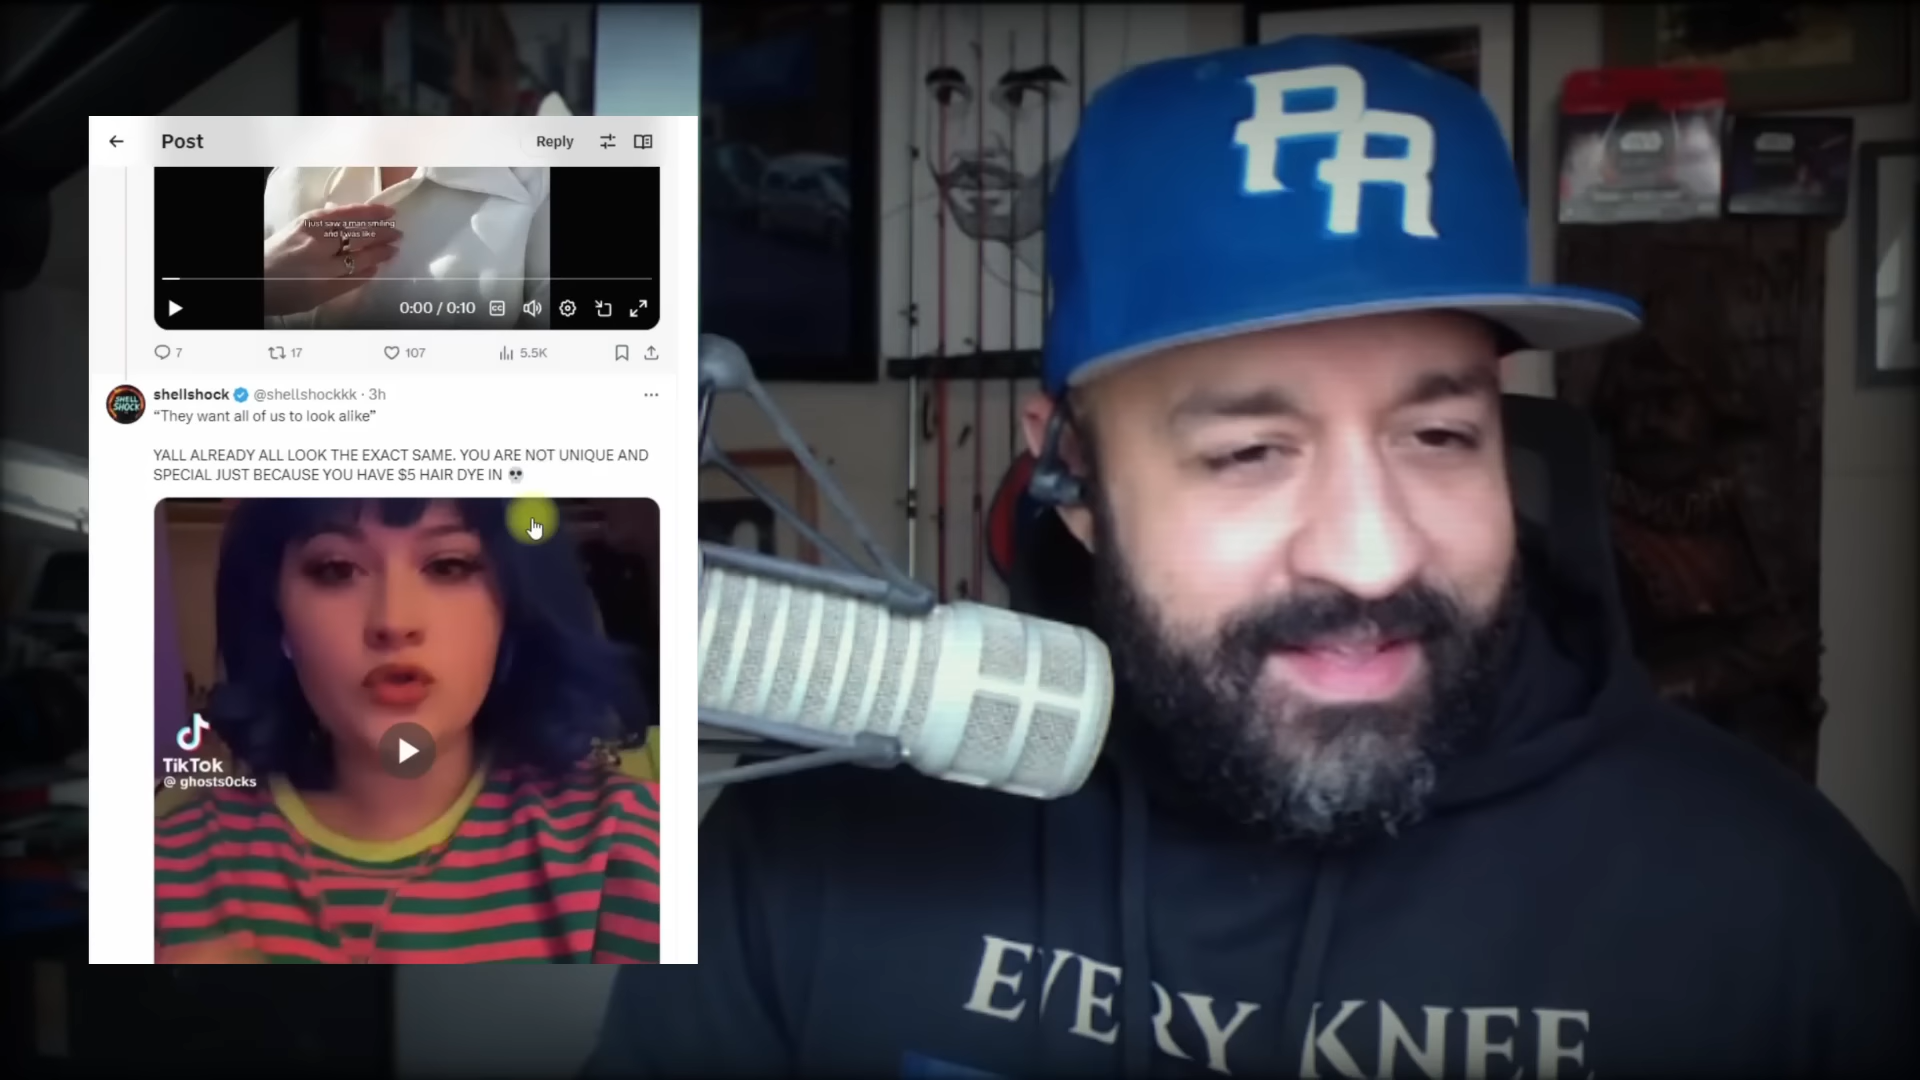 Post
Reply
I just saw a man smiling
and I was like
0:00 / 0:10
7
17
107
5.5K
shellshock @shellshockkk · 3h
“They want all of us to look alike”
YALL ALREADY ALL LOOK THE EXACT SAME. YOU ARE NOT UNIQUE AND
SPECIAL JUST BECAUSE YOU HAVE $5 HAIR DYE IN 💀
SHELL
SHOCK
TikTok
@ ghosts0cks
PR
EVERY KNEE